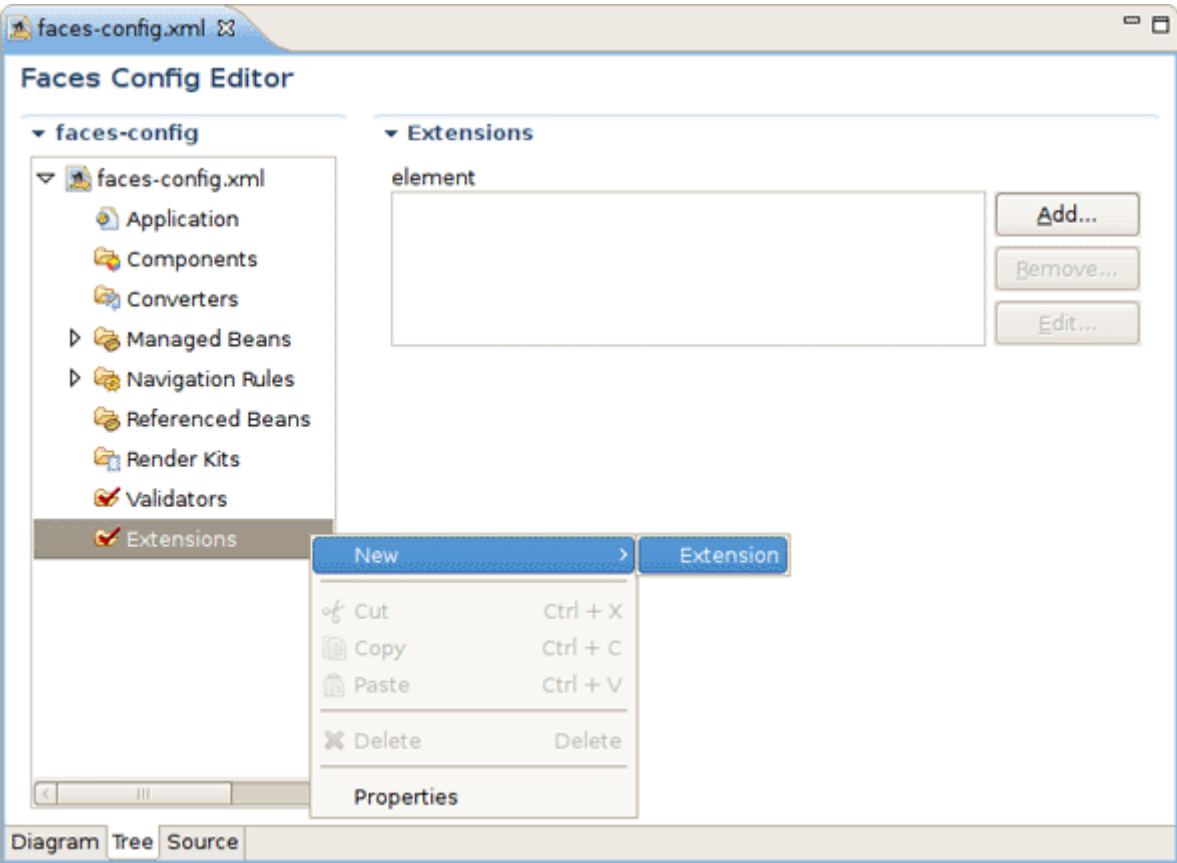 faces-config.xml
Faces Config Editor
faces-config
Extensions
faces-config.xml
Application
Components
Converters
Managed Beans
Navigation Rules
Referenced Beans
Render Kits
Validators
Extensions
element
Add...
Remove...
Edit...
New
Extension
Cut Ctrl + X
Copy Ctrl + C
Paste Ctrl + V
Delete Delete
Properties
Diagram Tree Source